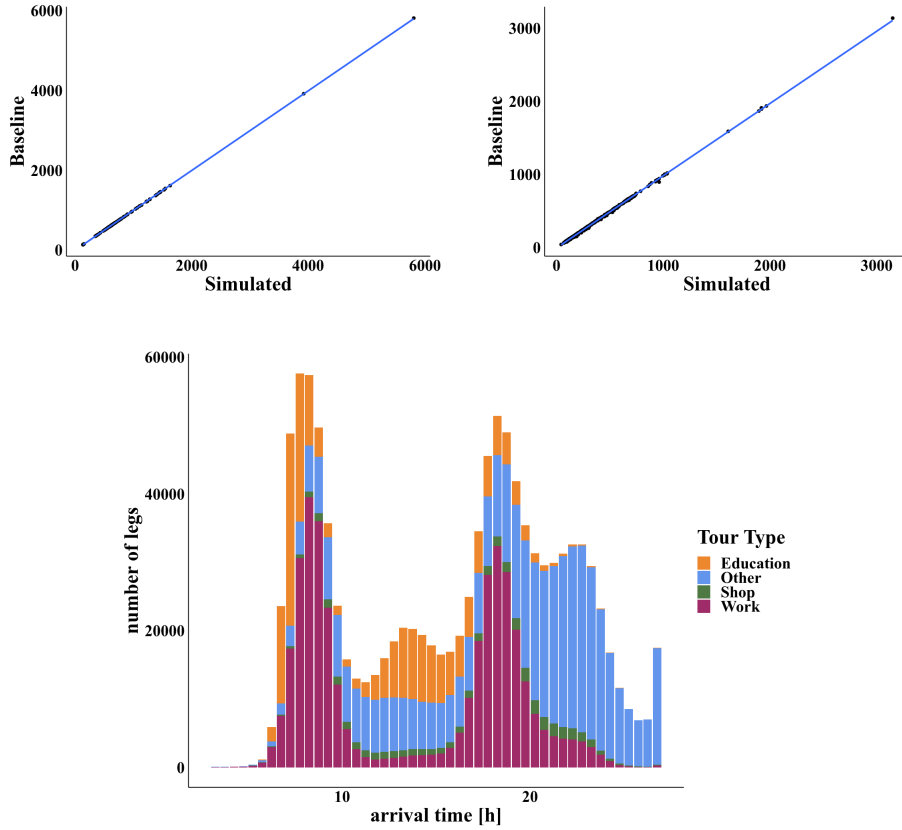 6000
4000
2000
0
Baseline
0 2000 4000 6000
Simulated
3000
2000
1000
0
Baseline
0 1000 2000 3000
Simulated
60000
40000
20000
0
number of legs
10 20
arrival time [h]
Tour Type
Education
Other
Shop
Work